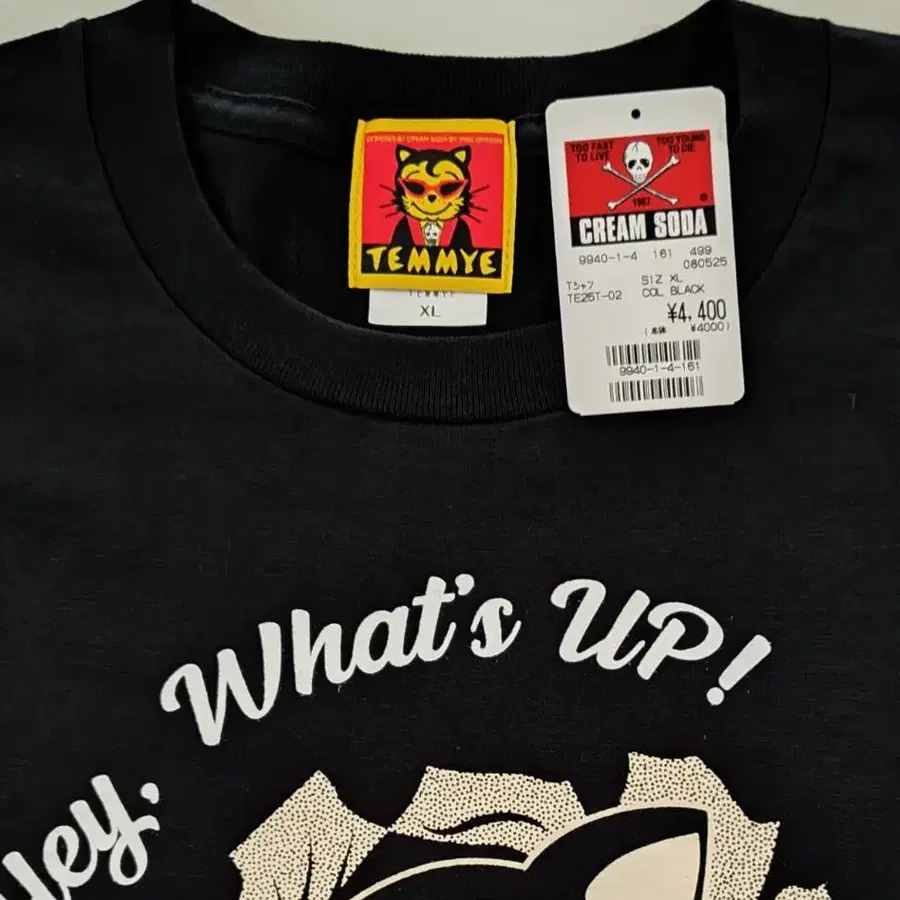 DESIGNED AT CREAM SODA BY PINK DRAGON
TEMMYE
TEMMYE
XL
TOO FAST
TO LIVE
TOO YOUNG
TO DIE
1967
®
CREAM SODA
9940-1-4 161 499
080525
Tシャツ SIZ XL
TE25T-02 COL BLACK
¥4,400
(本体 ¥4000)
9940-1-4-161
Hey, What's UP!